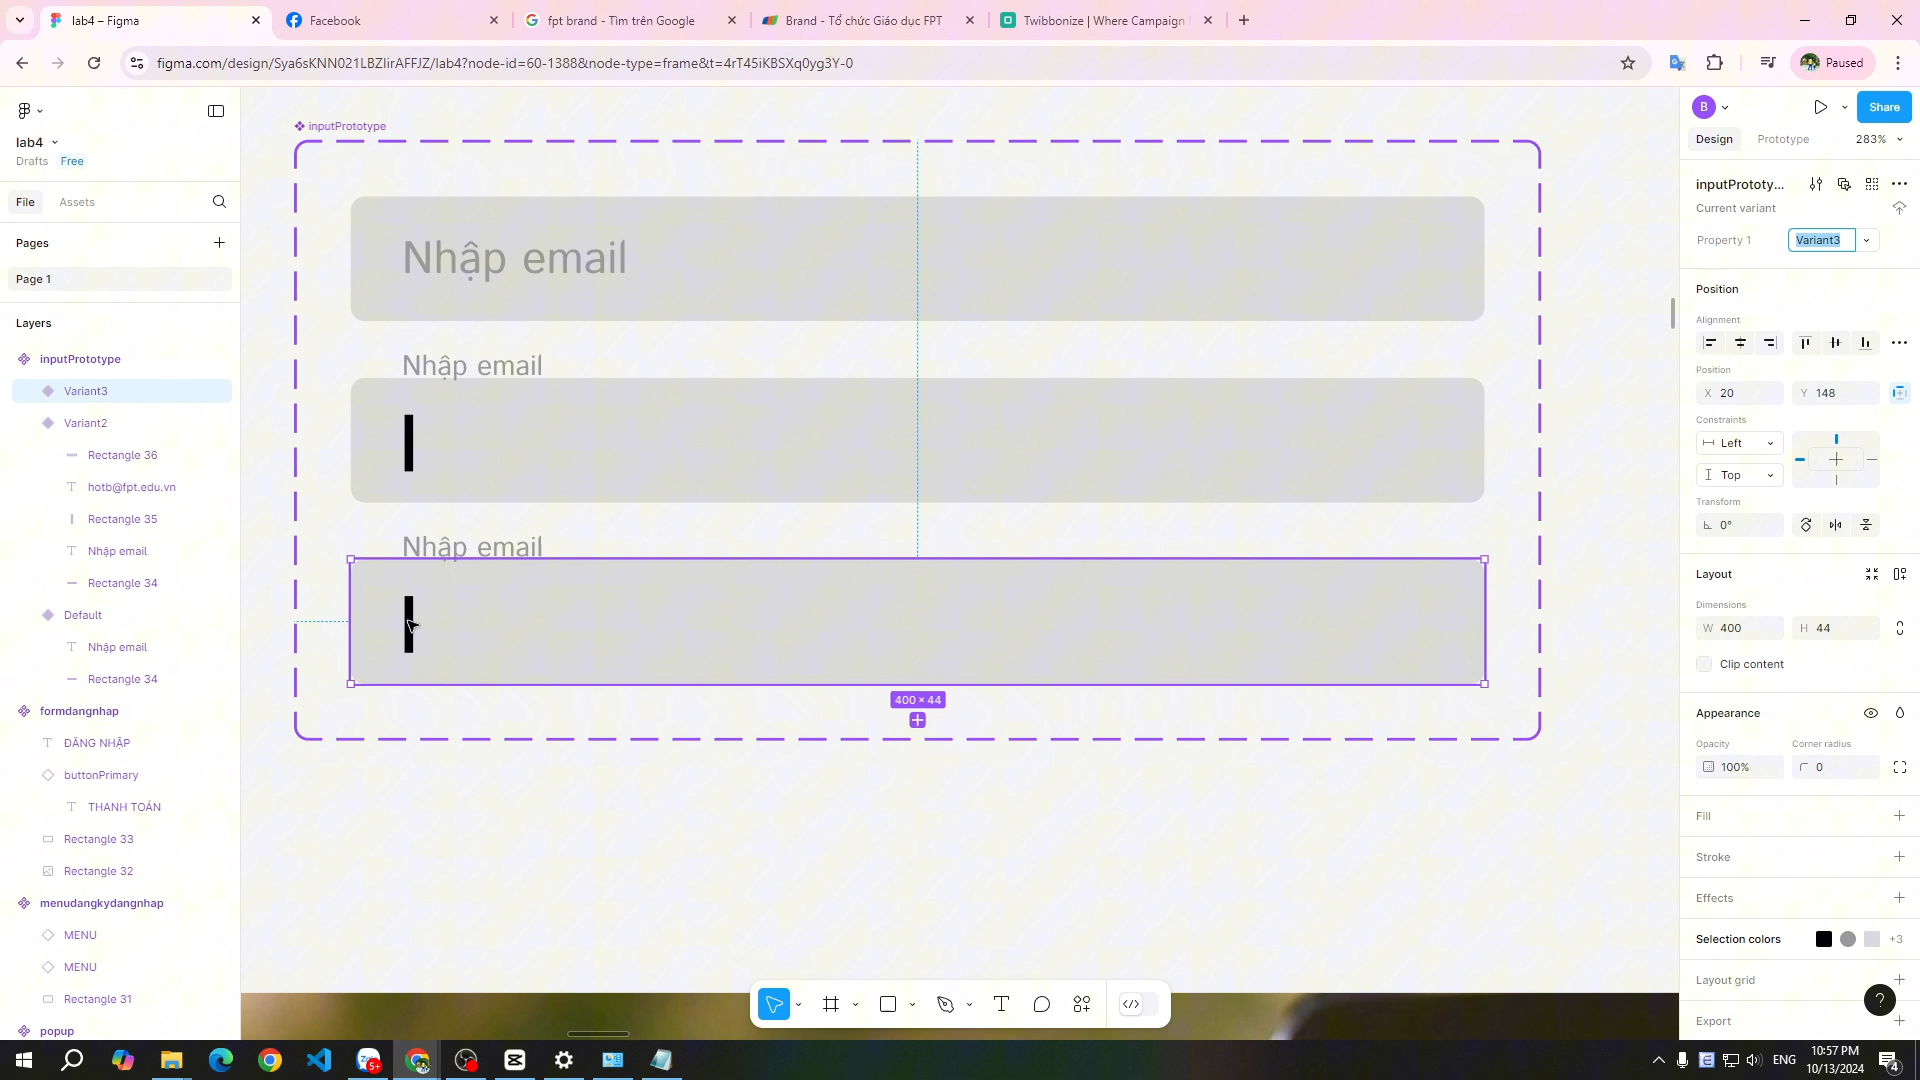 lab4 – Figma
Facebook
fpt brand - Tìm trên Google
Brand - Tổ chức Giáo dục FPT
Twibbonize | Where Campaign
figma.com/design/Sya6sKNN021LBZIirAFFJZ/lab4?node-id=60-1388&node-type=frame&t=4rT45iKBSXq0yg3Y-0
Paused
lab4
Drafts Free
File Assets
Pages
Page 1
Layers
inputPrototype
Variant3
Variant2
Rectangle 36
hotb@fpt.edu.vn
Rectangle 35
Nhập email
Rectangle 34
Default
Nhập email
Rectangle 34
formdangnhap
ĐĂNG NHẬP
buttonPrimary
THANH TOÁN
Rectangle 33
Rectangle 32
menudangkydangnhap
MENU
MENU
Rectangle 31
popup
inputPrototype
Nhập email
Nhập email
Nhập email
400 × 44
B
Share
Design Prototype 283%
inputPrototy...
Current variant
Property 1 Variant3
Position
Alignment
Position
X 20 Y 148
Constraints
Left
Top
Transform
0°
Layout
Dimensions
W 400 H 44
Clip content
Appearance
Opacity Corner radius
100% 0
Fill
Stroke
Effects
Selection colors +3
Layout grid
Export
?
Zalo
5+
ENG
10:57 PM
10/13/2024
4